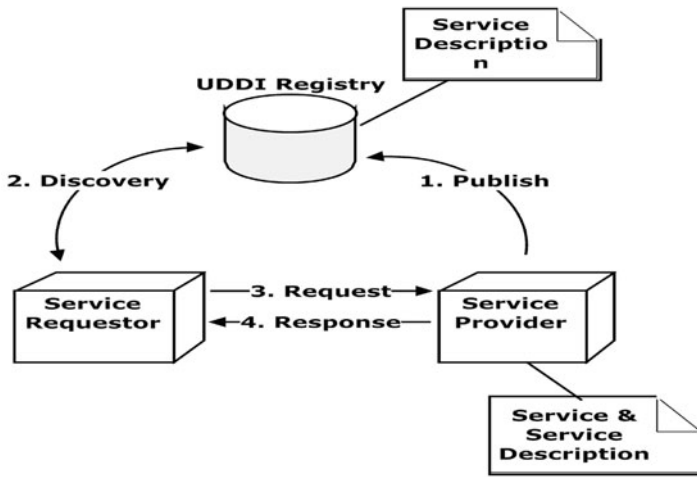 Service
Descriptio
n
UDDI Registry
2. Discovery
1. Publish
Service
Requestor
3. Request
4. Response
Service
Provider
Service &
Service
Description